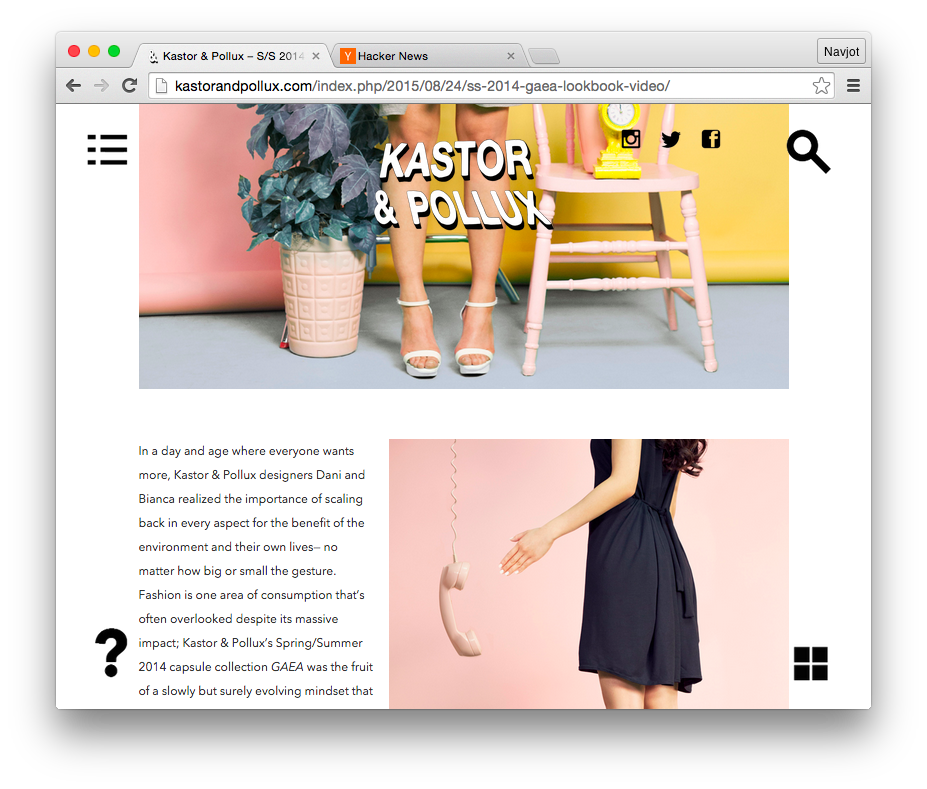 Kastor & Pollux – S/S 2014
Y Hacker News
Navjot
kastorandpollux.com/index.php/2015/08/24/ss-2014-gaea-lookbook-video/
KASTOR
& POLLUX
In a day and age where everyone wants
more, Kastor & Pollux designers Dani and
Bianca realized the importance of scaling
back in every aspect for the benefit of the
environment and their own lives– no
matter how big or small the gesture.
Fashion is one area of consumption that’s
often overlooked despite its massive
impact; Kastor & Pollux’s Spring/Summer
2014 capsule collection GAEA was the fruit
of a slowly but surely evolving mindset that
?